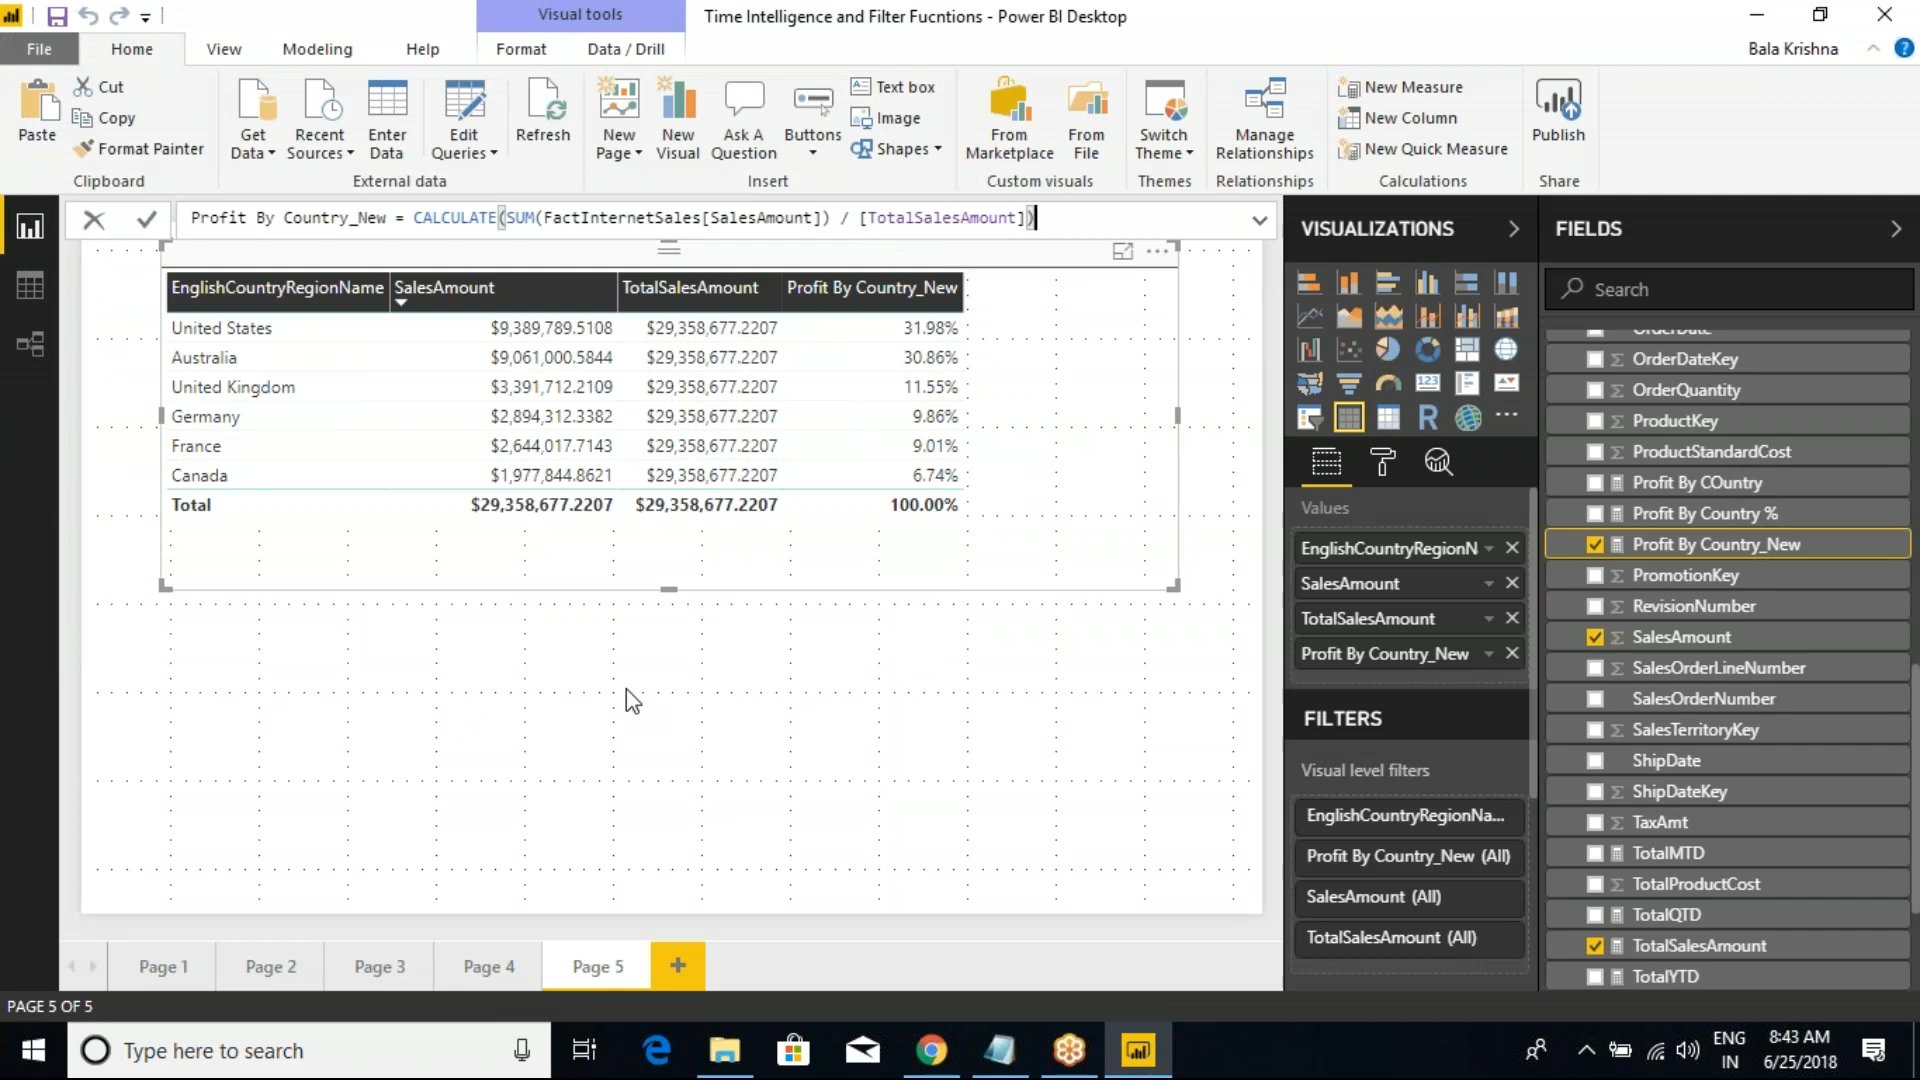 Visual tools
Time Intelligence and Filter Fucntions - Power BI Desktop
File
Home
View
Modeling
Help
Format
Data / Drill
Bala Krishna
Paste
Cut
Copy
Format Painter
Clipboard
Get Data
Recent Sources
Enter Data
Edit Queries
Refresh
External data
New Page
New Visual
Ask A Question
Buttons
Text box
Image
Shapes
Insert
From Marketplace
From File
Custom visuals
Switch Theme
Themes
Manage Relationships
Relationships
New Measure
New Column
New Quick Measure
Calculations
Publish
Share
Profit By Country_New = CALCULATE(SUM(FactInternetSales[SalesAmount]) / [TotalSalesAmount])
EnglishCountryRegionName SalesAmount TotalSalesAmount Profit By Country_New
United States $9,389,789.5108 $29,358,677.2207 31.98%
Australia $9,061,000.5844 $29,358,677.2207 30.86%
United Kingdom $3,391,712.2109 $29,358,677.2207 11.55%
Germany $2,894,312.3382 $29,358,677.2207 9.86%
France $2,644,017.7143 $29,358,677.2207 9.01%
Canada $1,977,844.8621 $29,358,677.2207 6.74%
Total $29,358,677.2207 $29,358,677.2207 100.00%
VISUALIZATIONS
123
R
Values
EnglishCountryRegionN
SalesAmount
TotalSalesAmount
Profit By Country_New
FILTERS
Visual level filters
EnglishCountryRegionNa...
Profit By Country_New (All)
SalesAmount (All)
TotalSalesAmount (All)
FIELDS
Search
OrderDate
OrderDateKey
OrderQuantity
ProductKey
ProductStandardCost
Profit By COuntry
Profit By Country %
Profit By Country_New
PromotionKey
RevisionNumber
SalesAmount
SalesOrderLineNumber
SalesOrderNumber
SalesTerritoryKey
ShipDate
ShipDateKey
TaxAmt
TotalMTD
TotalProductCost
TotalQTD
TotalSalesAmount
TotalYTD
Page 1
Page 2
Page 3
Page 4
Page 5
PAGE 5 OF 5
Type here to search
ENG
IN
8:43 AM
6/25/2018